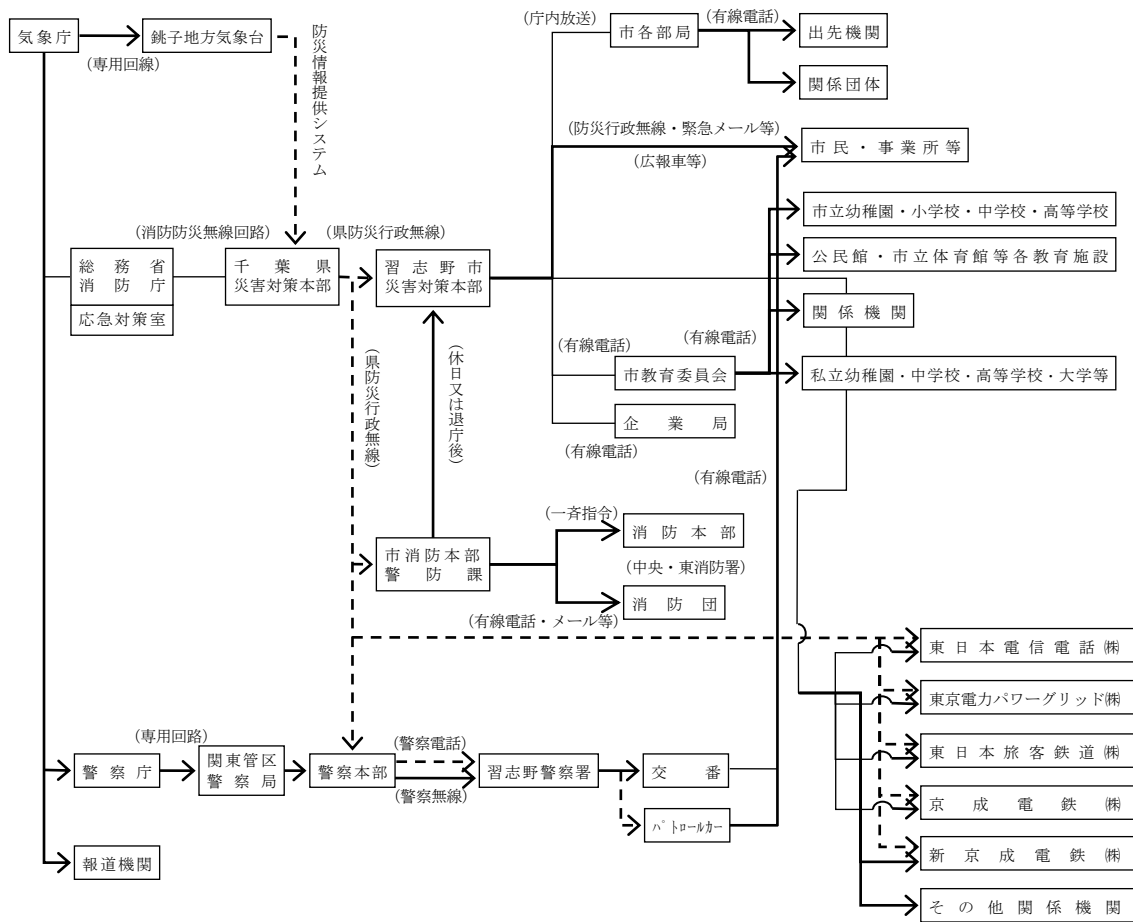 (庁内放送)
(有線電話)
気象庁
銚子地方気象台
市各部局
出先機関
(専用回線)
防災情報提供システム
関係団体
(防災行政無線・緊急メール等)
市民・事業所等
(広報車等)
市立幼稚園・小学校・中学校・高等学校
(消防防災無線回路)
(県防災行政無線)
公民館・市立体育館等各教育施設
総務省
消防庁
応急対策室
千葉県
災害対策本部
習志野市
災害対策本部
関係機関
(有線電話)
(有線電話)
(県防災行政無線)
(休日又は退庁後)
市教育委員会
私立幼稚園・中学校・高等学校・大学等
企業局
(有線電話)
(有線電話)
(一斉指令)
消防本部
市消防本部
警防課
(中央・東消防署)
消防団
(有線電話・メール等)
東日本電信電話㈱
東京電力パワーグリッド㈱
(専用回路)
(警察電話)
東日本旅客鉄道㈱
警察庁
関東管区
警察局
警察本部
習志野警察署
交番
(警察無線)
京成電鉄㈱
パトロールカー
新京成電鉄㈱
報道機関
その他関係機関